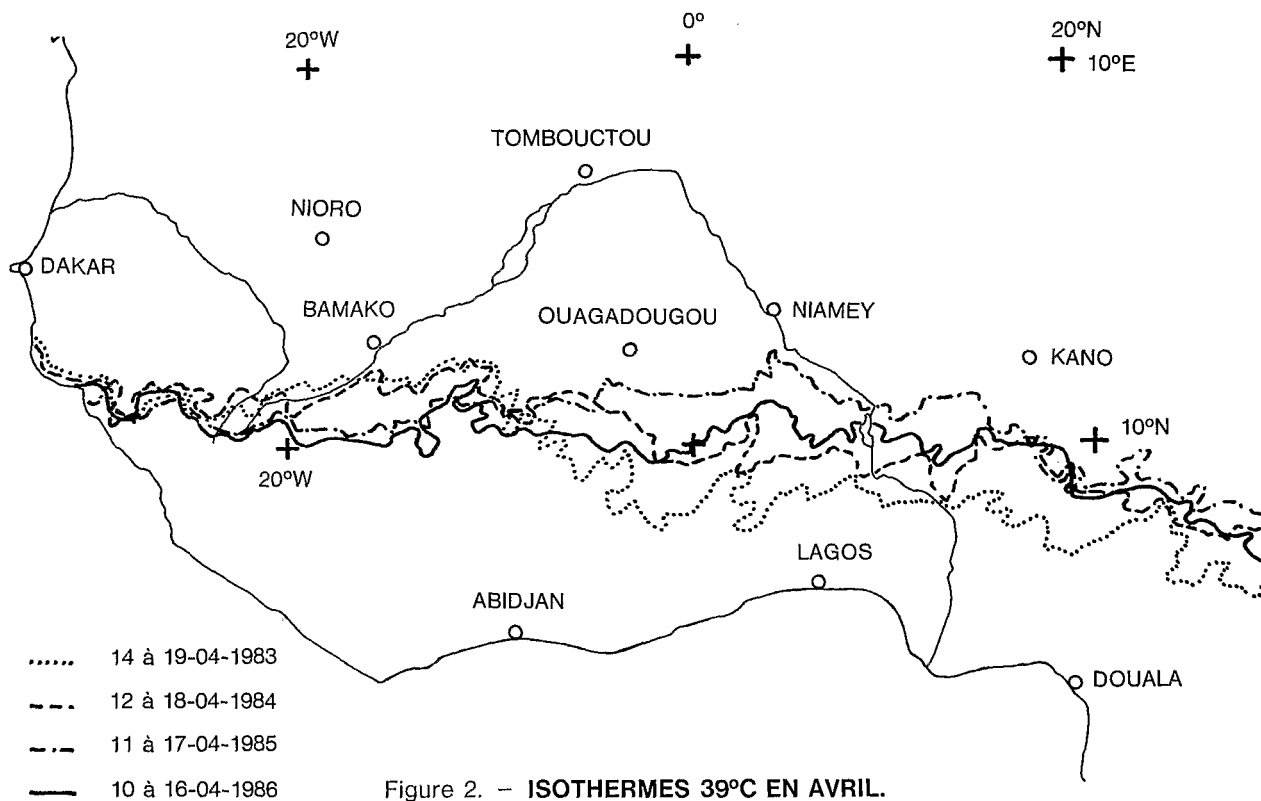 0°
20°W
20°N
10°E
TOMBOUCTOU
NIORO
DAKAR
BAMAKO
OUAGADOUGOU
NIAMEY
KANO
10°N
20°W
LAGOS
ABIDJAN
DOUALA
14 à 19-04-1983
12 à 18-04-1984
11 à 17-04-1985
10 à 16-04-1986
Figure 2. – ISOTHERMES 39°C EN AVRIL.